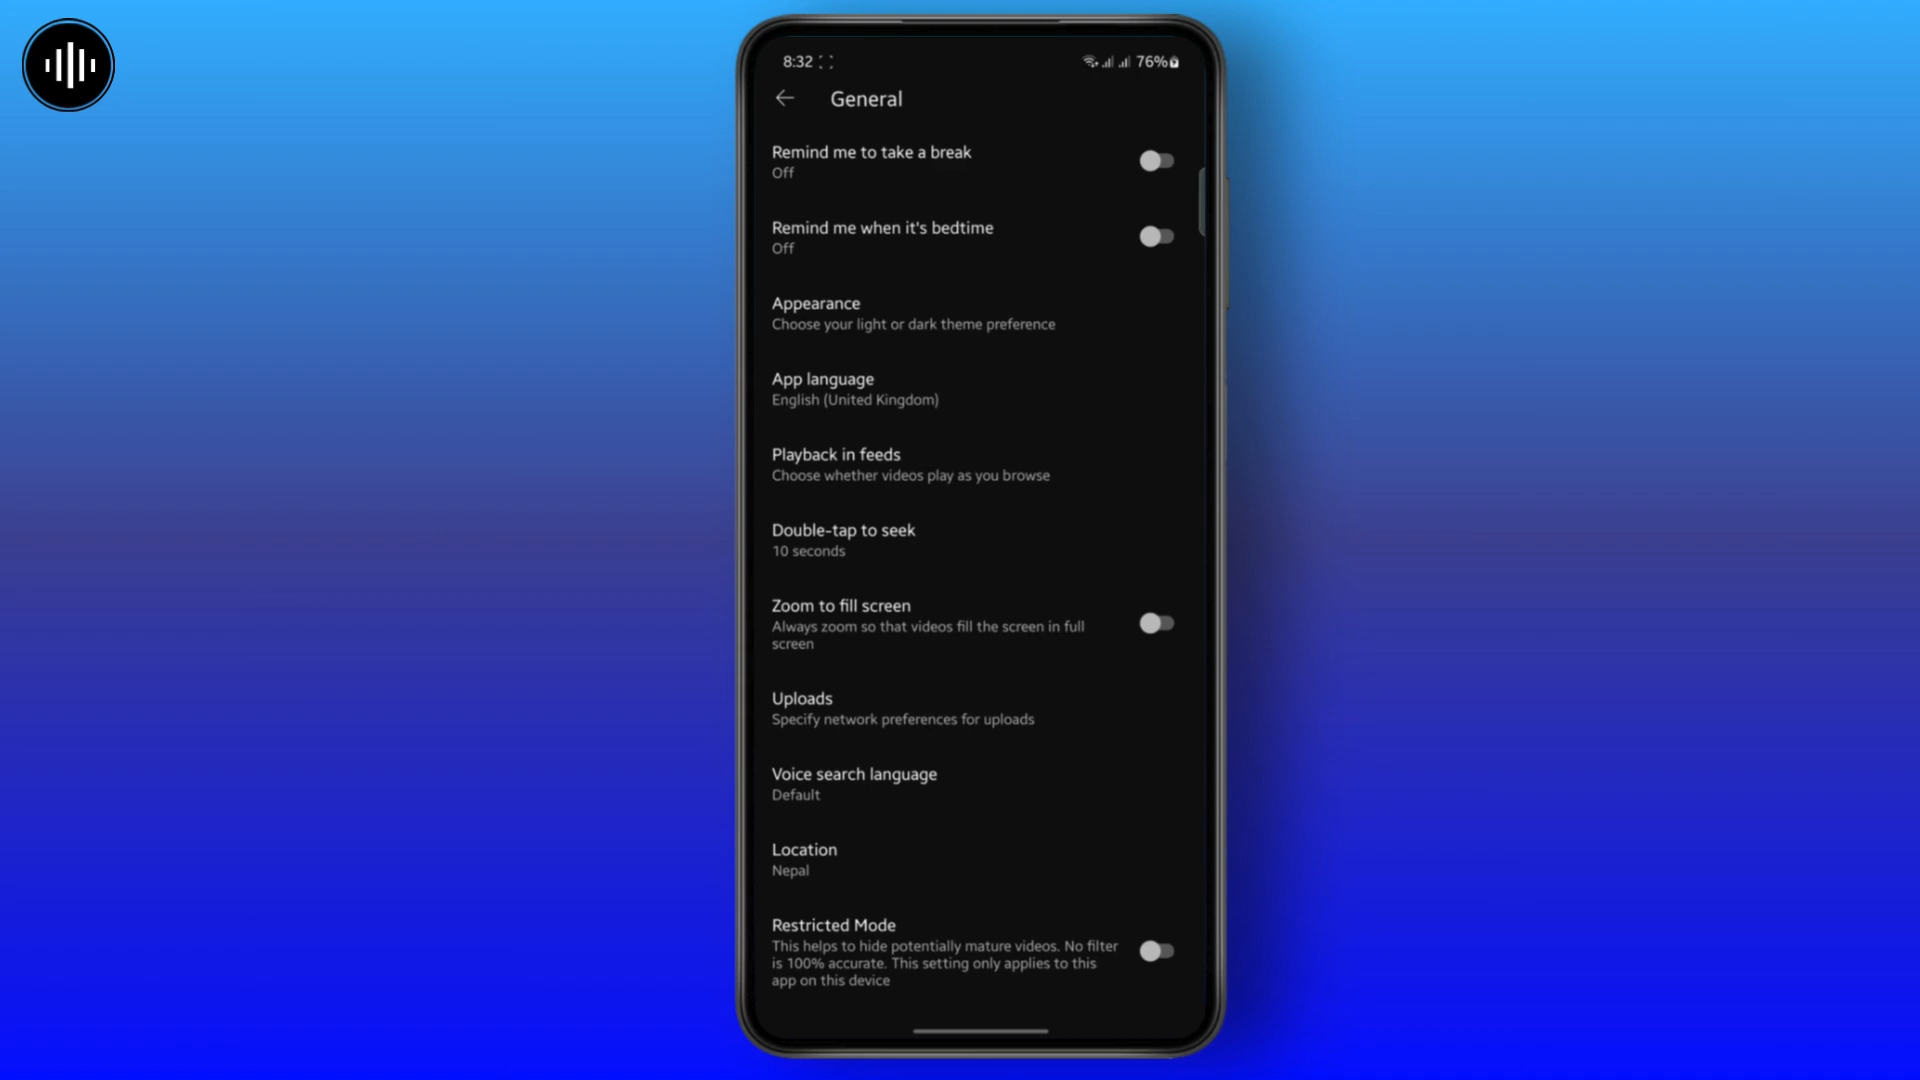 8:32
76%
General
Remind me to take a break
Off
Remind me when it's bedtime
Off
Appearance
Choose your light or dark theme preference
App language
English (United Kingdom)
Playback in feeds
Choose whether videos play as you browse
Double-tap to seek
10 seconds
Zoom to fill screen
Always zoom so that videos fill the screen in full
screen
Uploads
Specify network preferences for uploads
Voice search language
Default
Location
Nepal
Restricted Mode
This helps to hide potentially mature videos. No filter
is 100% accurate. This setting only applies to this
app on this device